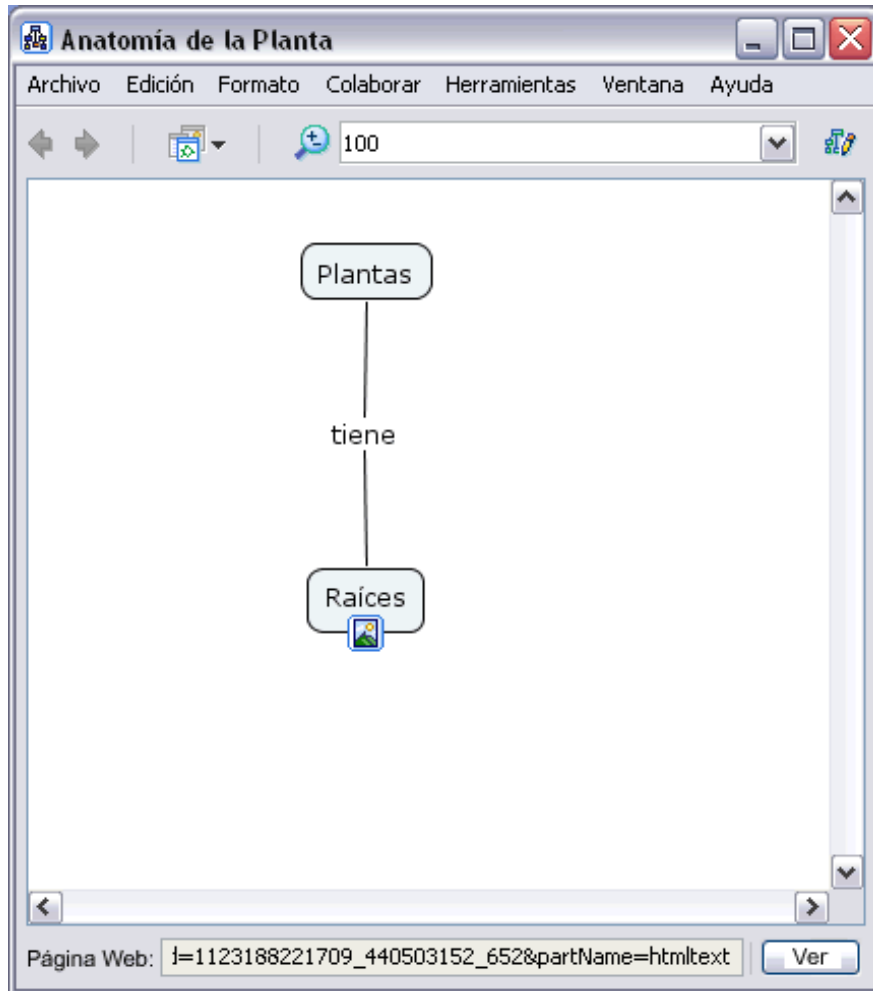 Anatomía de la Planta
Archivo Edición Formato Colaborar Herramientas Ventana Ayuda
100
Plantas
tiene
Raíces
Página Web: =1123188221709_440503152_652&partName=htmltext Ver